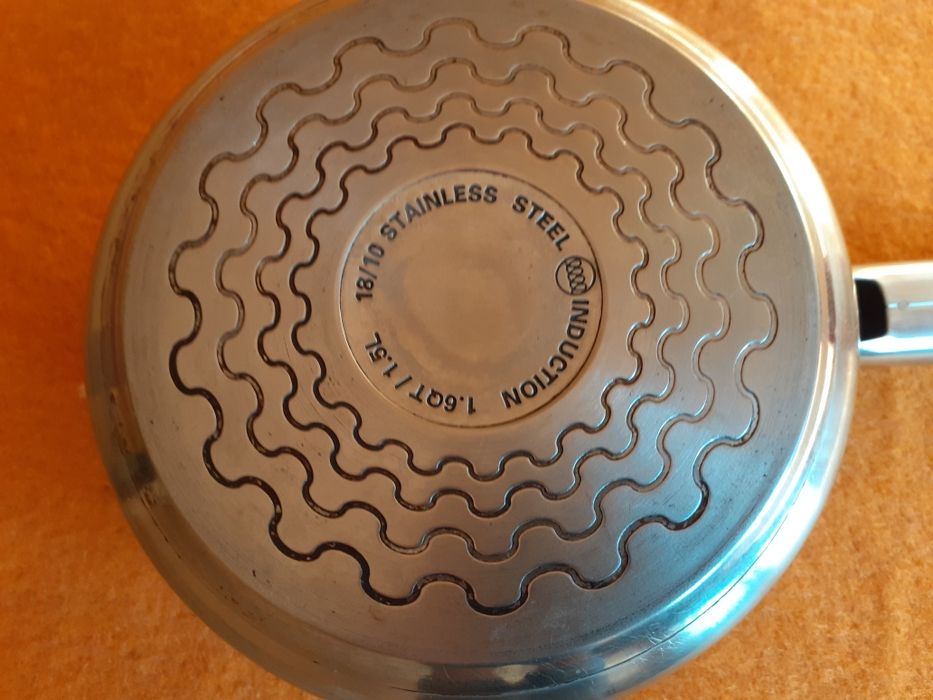 18/10 STAINLESS STEEL
INDUCTION
1.6QT / 1.5L